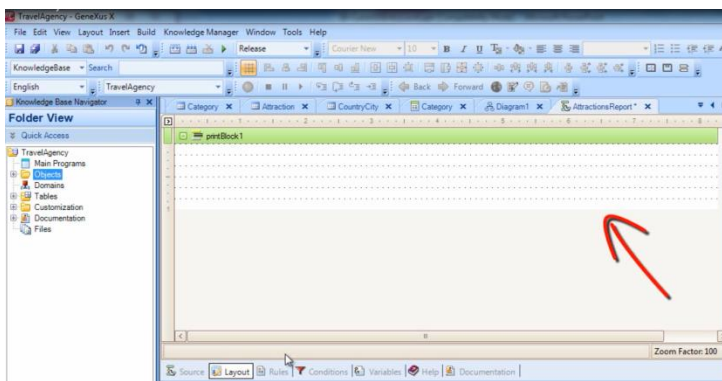 TravelAgency - GeneXus X
File Edit View Layout Insert Build Knowledge Manager Window Tools Help
Release Courier New 10 B I U
KnowledgeBase Search
English TravelAgency Back Forward
Knowledge Base Navigator
Category Attraction CountryCity Category Diagram1 AttractionsReport*
Folder View
Quick Access
printBlock1
TravelAgency
Main Programs
Objects
Domains
Tables
Customization
Documentation
Files
Zoom Factor: 100
Source Layout Rules Conditions Variables Help Documentation